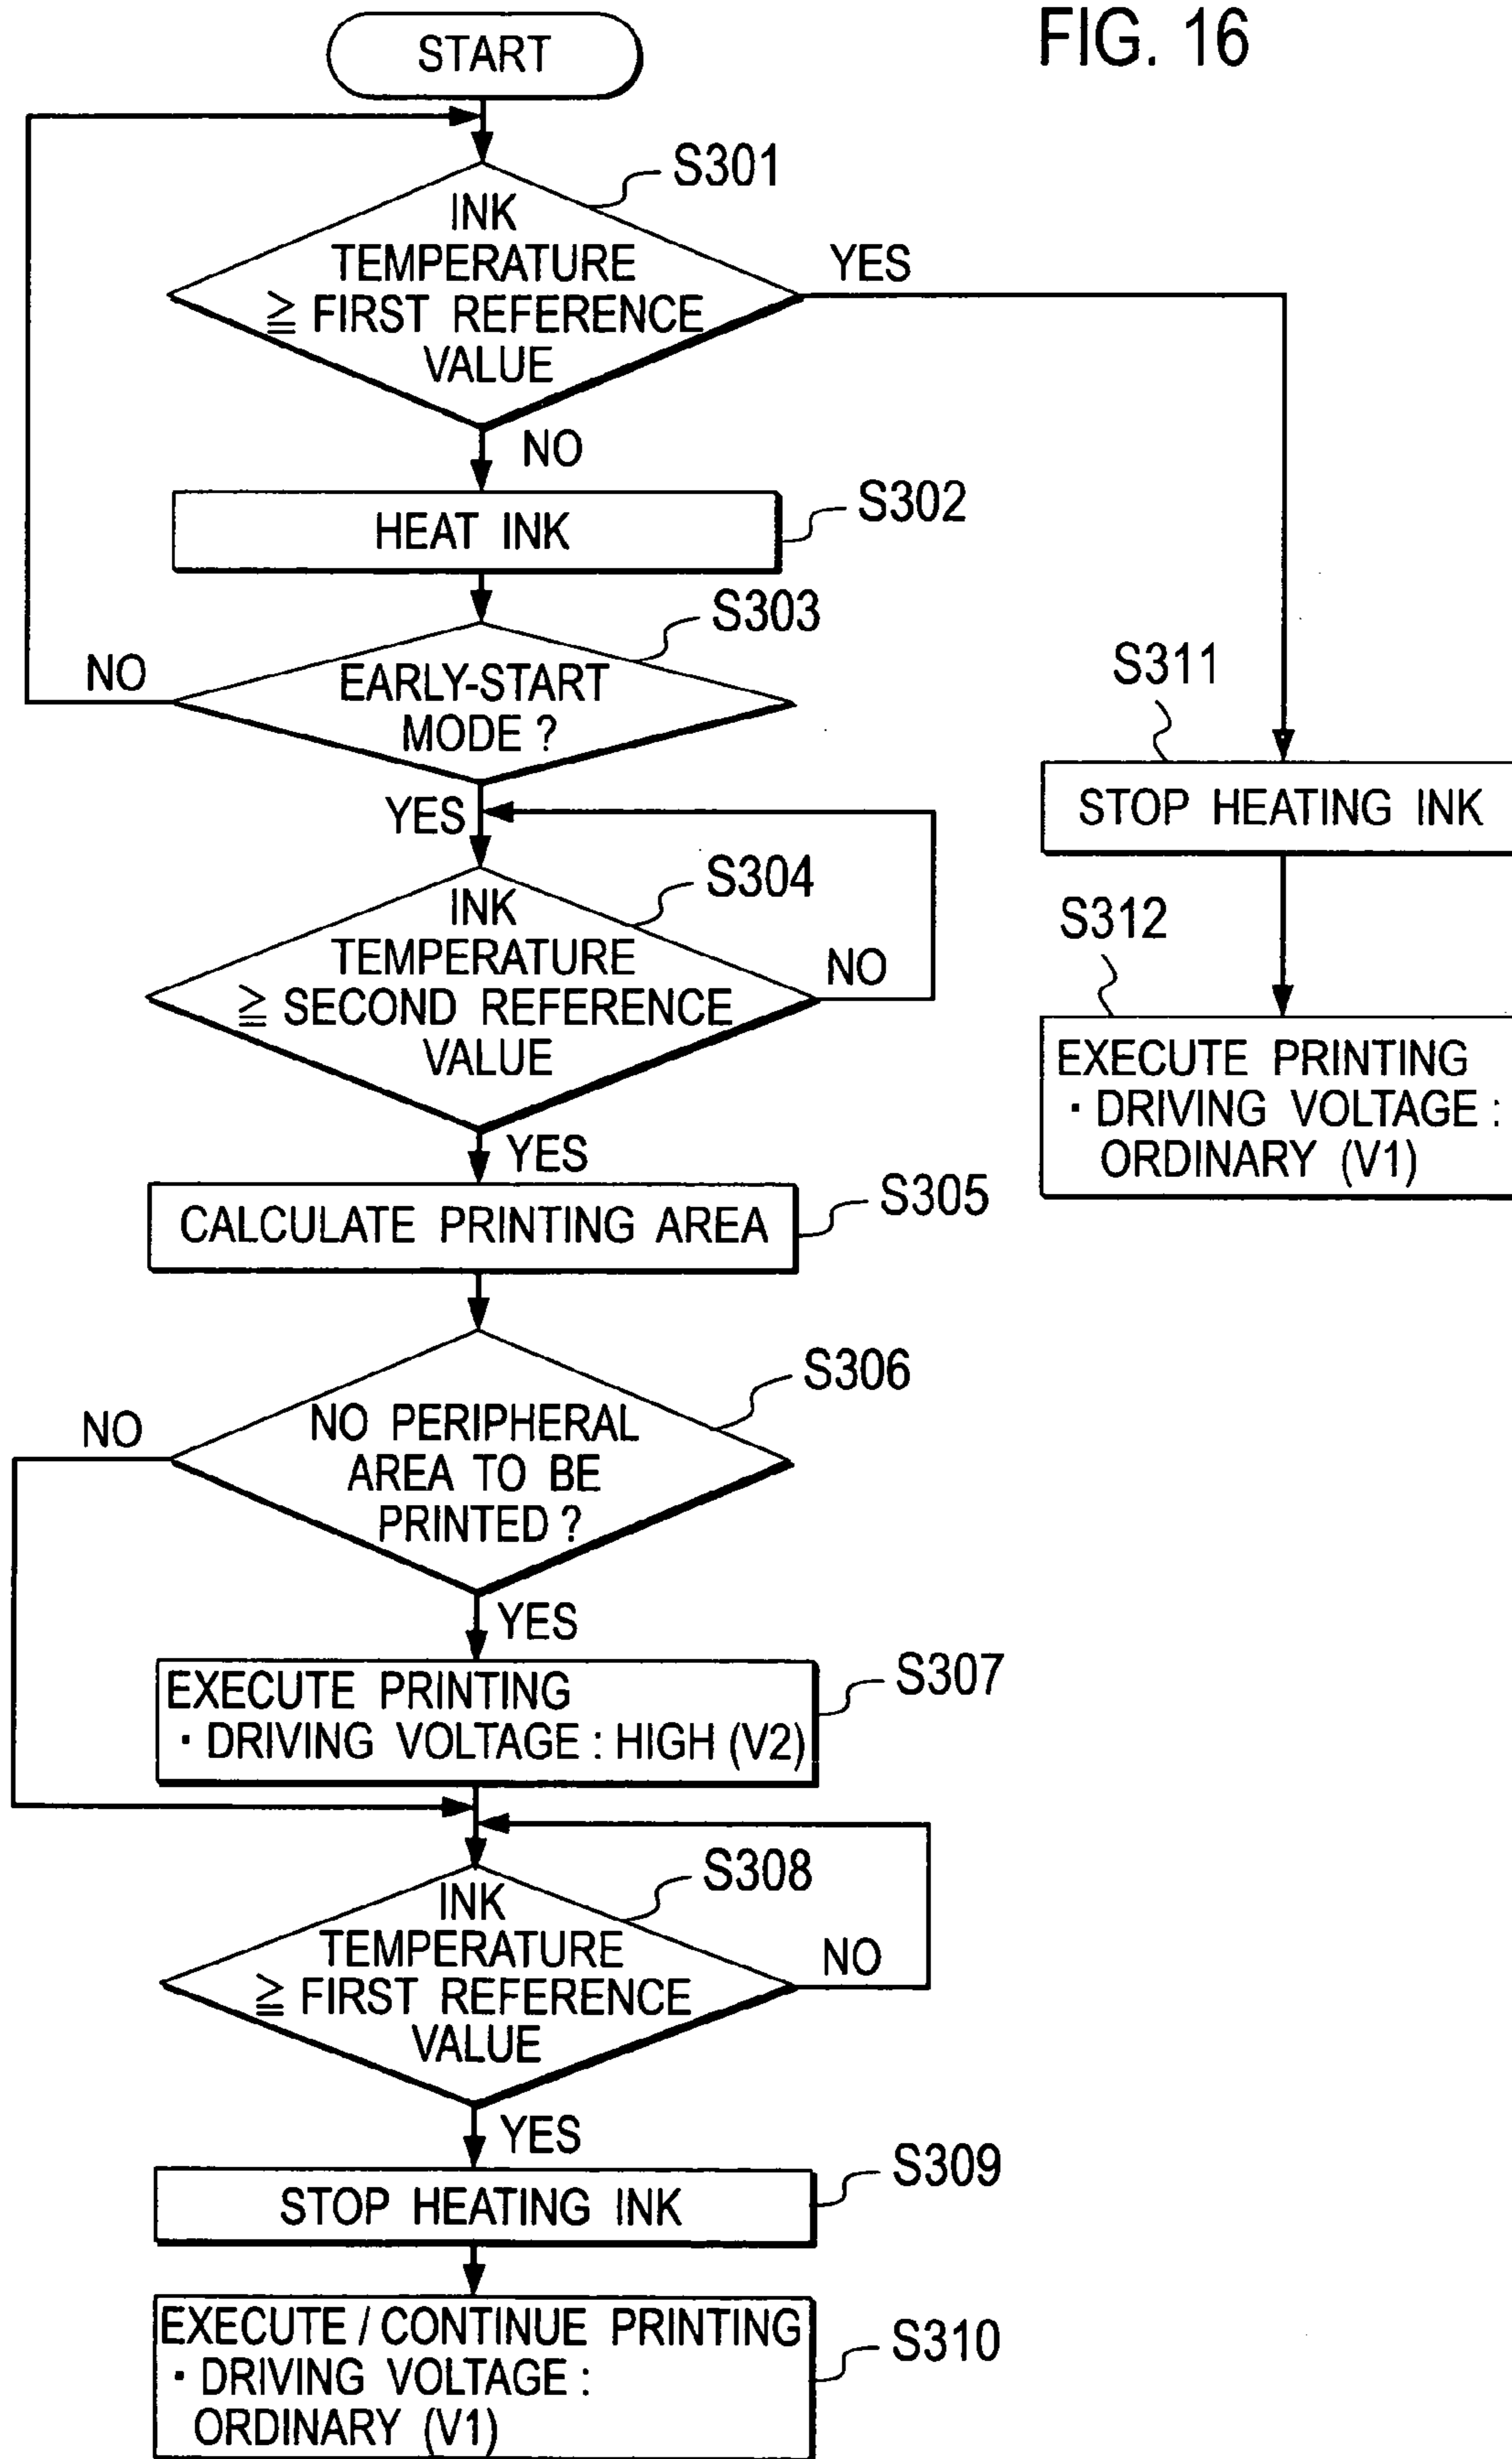 FIG. 16
START
S301
INK
TEMPERATURE
≧ FIRST REFERENCE
VALUE
YES
NO
S302
HEAT INK
S303
EARLY-START
MODE ?
NO
YES
S304
INK
TEMPERATURE
≧ SECOND REFERENCE
VALUE
NO
YES
S305
CALCULATE PRINTING AREA
S306
NO PERIPHERAL
AREA TO BE
PRINTED ?
NO
YES
S307
EXECUTE PRINTING
・DRIVING VOLTAGE : HIGH (V2)
S308
INK
TEMPERATURE
≧ FIRST REFERENCE
VALUE
NO
YES
S309
STOP HEATING INK
S310
EXECUTE / CONTINUE PRINTING
・DRIVING VOLTAGE :
ORDINARY (V1)
S311
STOP HEATING INK
S312
EXECUTE PRINTING
・DRIVING VOLTAGE :
ORDINARY (V1)